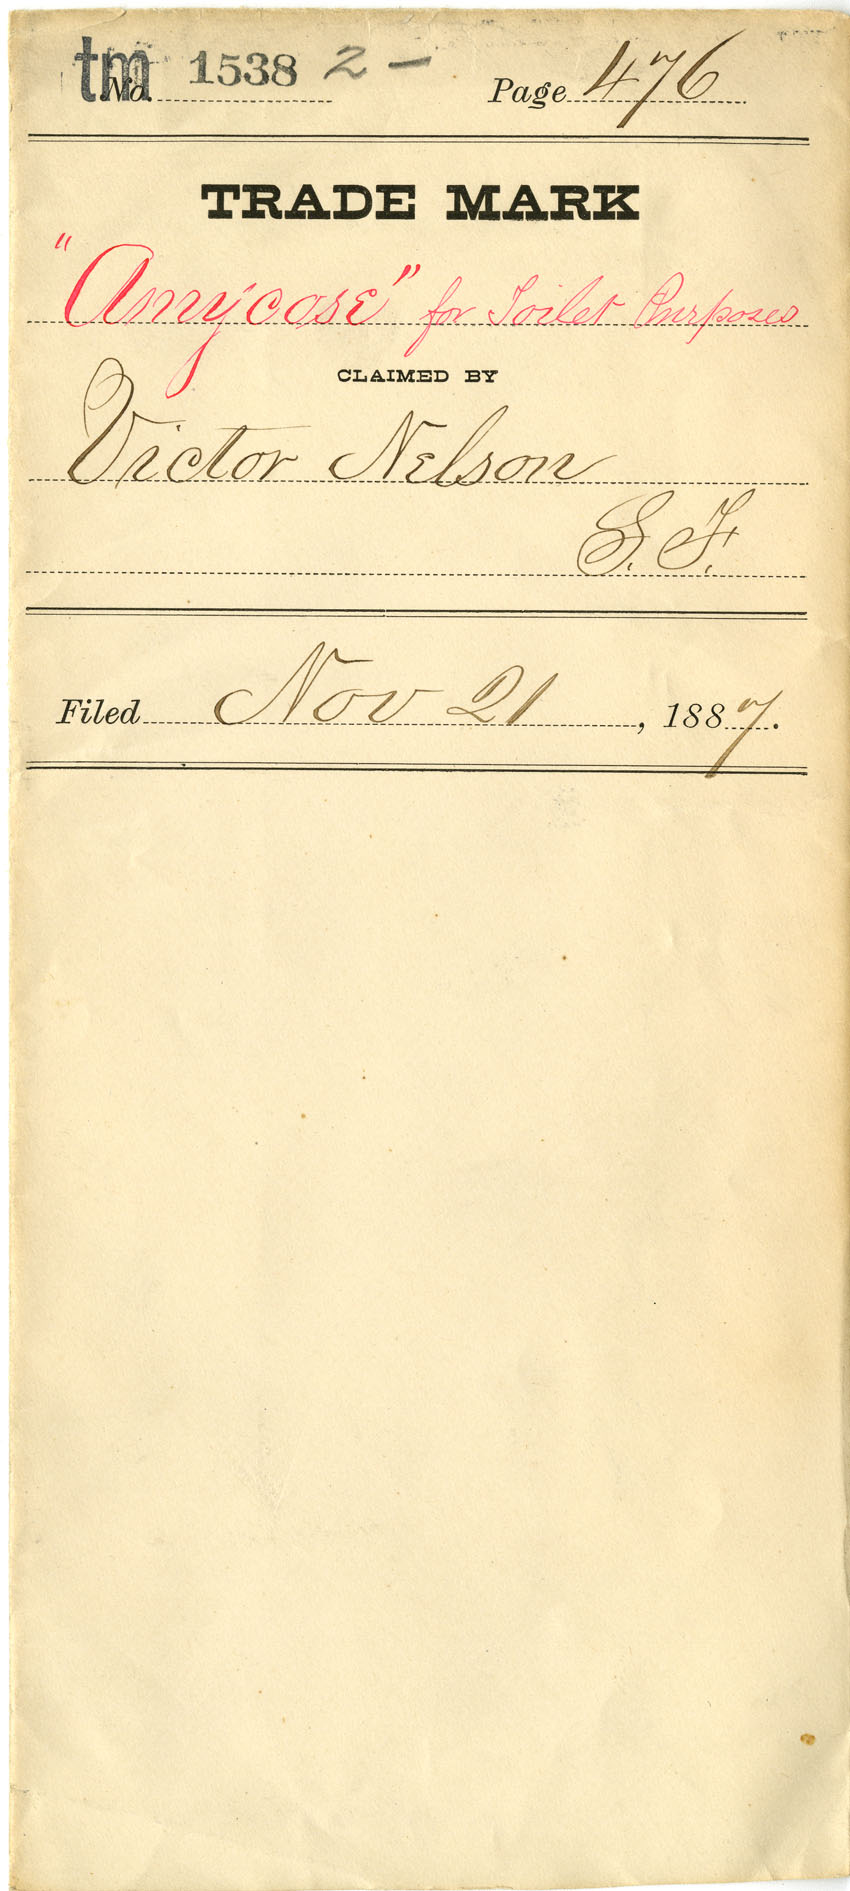 tm No. 1538 2 — Page 476
TRADE MARK
"Amycose" for Toilet Purposes
CLAIMED BY
Victor Nelson
S. F.
Filed Nov 21, 1887.